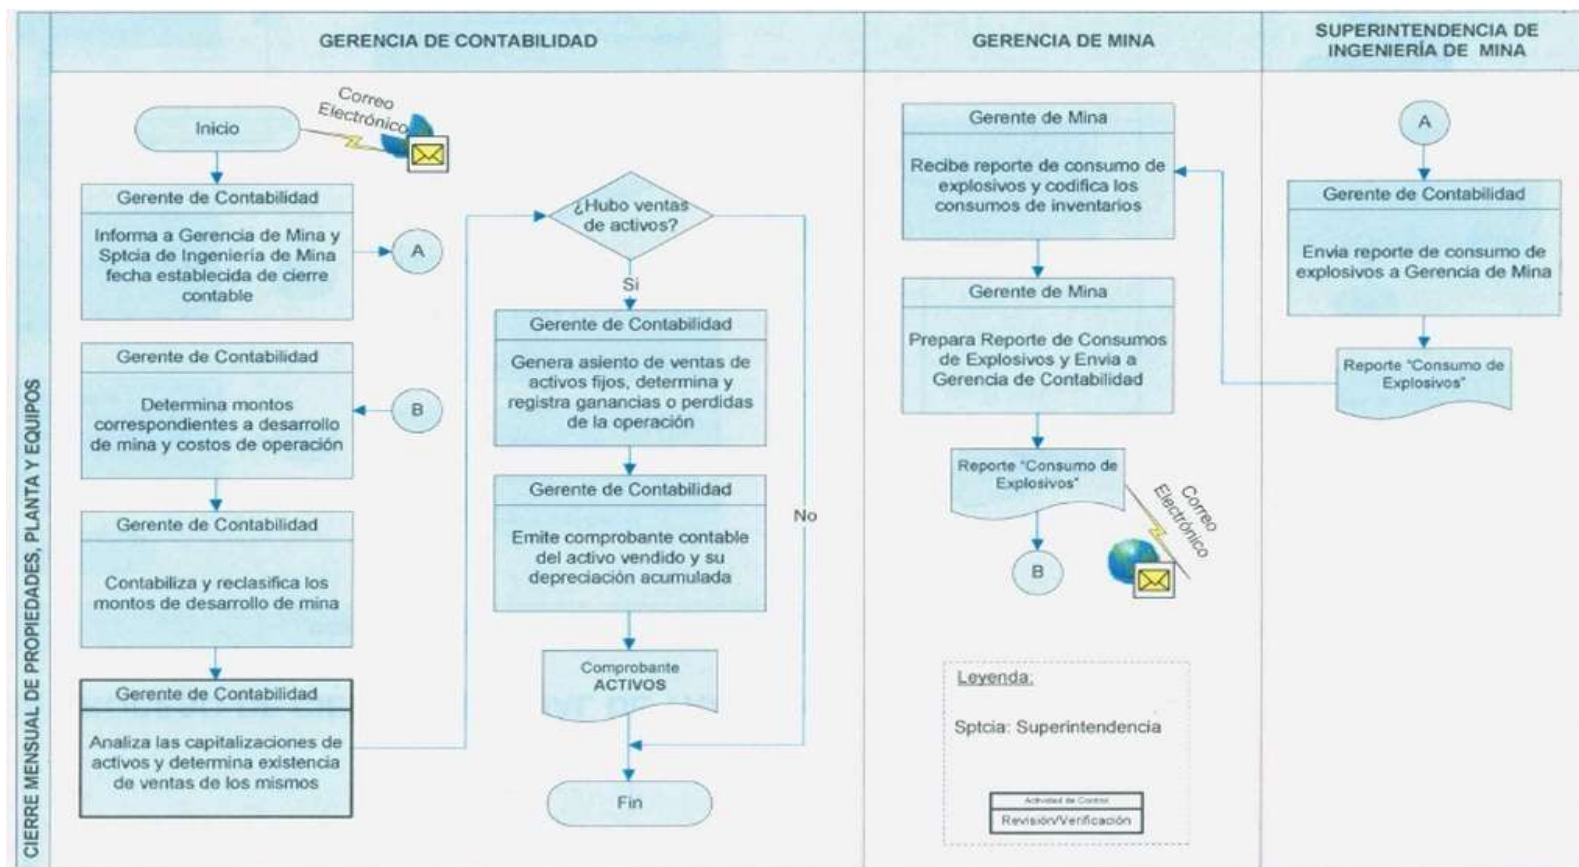 GERENCIA DE CONTABILIDAD
GERENCIA DE MINA
SUPERINTENDENCIA DE
INGENIERÍA DE MINA
CIERRE MENSUAL DE PROPIEDADES, PLANTA Y EQUIPOS
Inicio
Correo
Electrónico
Gerente de Contabilidad
Informa a Gerencia de Mina y
Sptcia de Ingeniería de Mina
fecha establecida de cierre
contable
A
Gerente de Contabilidad
Determina montos
correspondientes a desarrollo
de mina y costos de operación
B
Gerente de Contabilidad
Contabiliza y reclasifica los
montos de desarrollo de mina
Gerente de Contabilidad
Analiza las capitalizaciones de
activos y determina existencia
de ventas de los mismos
¿Hubo ventas
de activos?
Si
No
Gerente de Contabilidad
Genera asiento de ventas de
activos fijos, determina y
registra ganancias o perdidas
de la operación
Gerente de Contabilidad
Emite comprobante contable
del activo vendido y su
depreciación acumulada
Comprobante
ACTIVOS
Fin
Gerente de Mina
Recibe reporte de consumo de
explosivos y codifica los
consumos de inventarios
Gerente de Mina
Prepara Reporte de Consumos
de Explosivos y Envia a
Gerencia de Contabilidad
Reporte "Consumo de
Explosivos"
Correo
Electrónico
B
Leyenda:
Sptcia: Superintendencia
Actividad de Control
Revisión/Verificación
A
Gerente de Contabilidad
Envia reporte de consumo de
explosivos a Gerencia de Mina
Reporte "Consumo de
Explosivos"